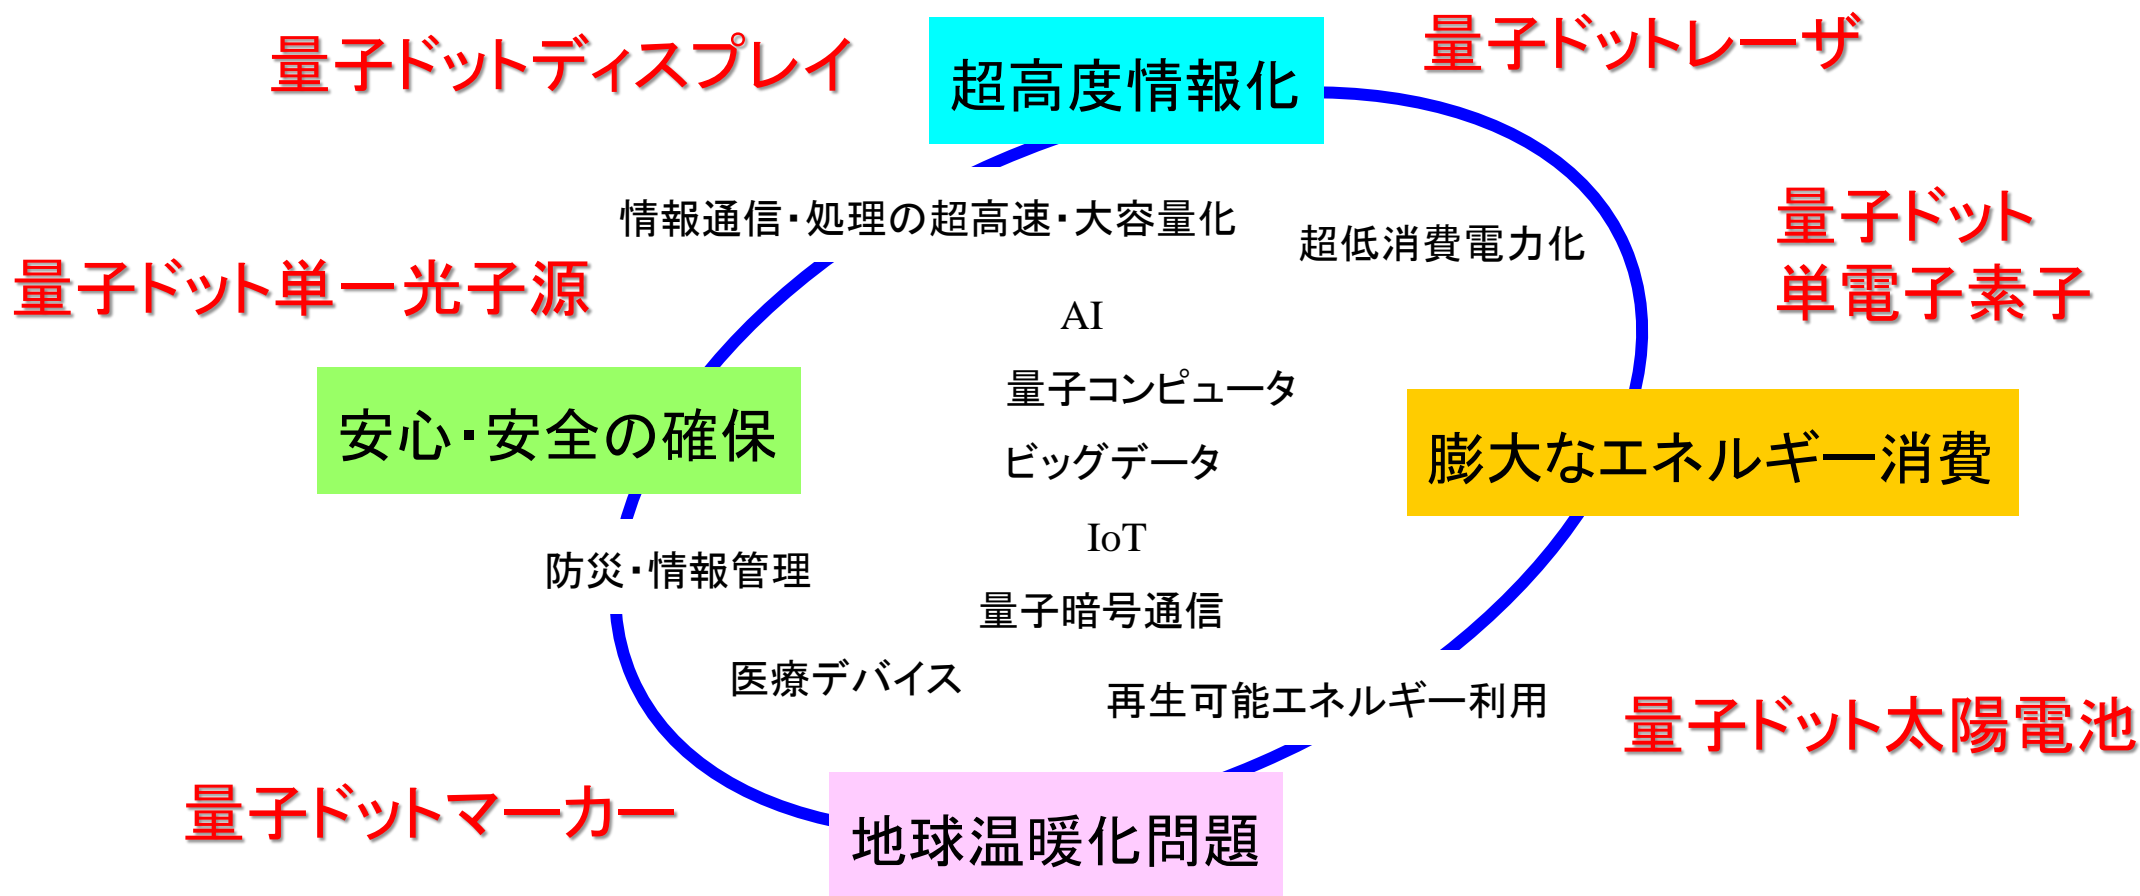 量子ドットディスプレイ
超高度情報化
量子ドットレーザ
情報通信・処理の超高速・大容量化
超低消費電力化
量子ドット
単電子素子
量子ドット単一光子源
AI
量子コンピュータ
ビッグデータ
安心・安全の確保
膨大なエネルギー消費
IoT
防災・情報管理
量子暗号通信
医療デバイス
再生可能エネルギー利用
量子ドット太陽電池
量子ドットマーカー
地球温暖化問題